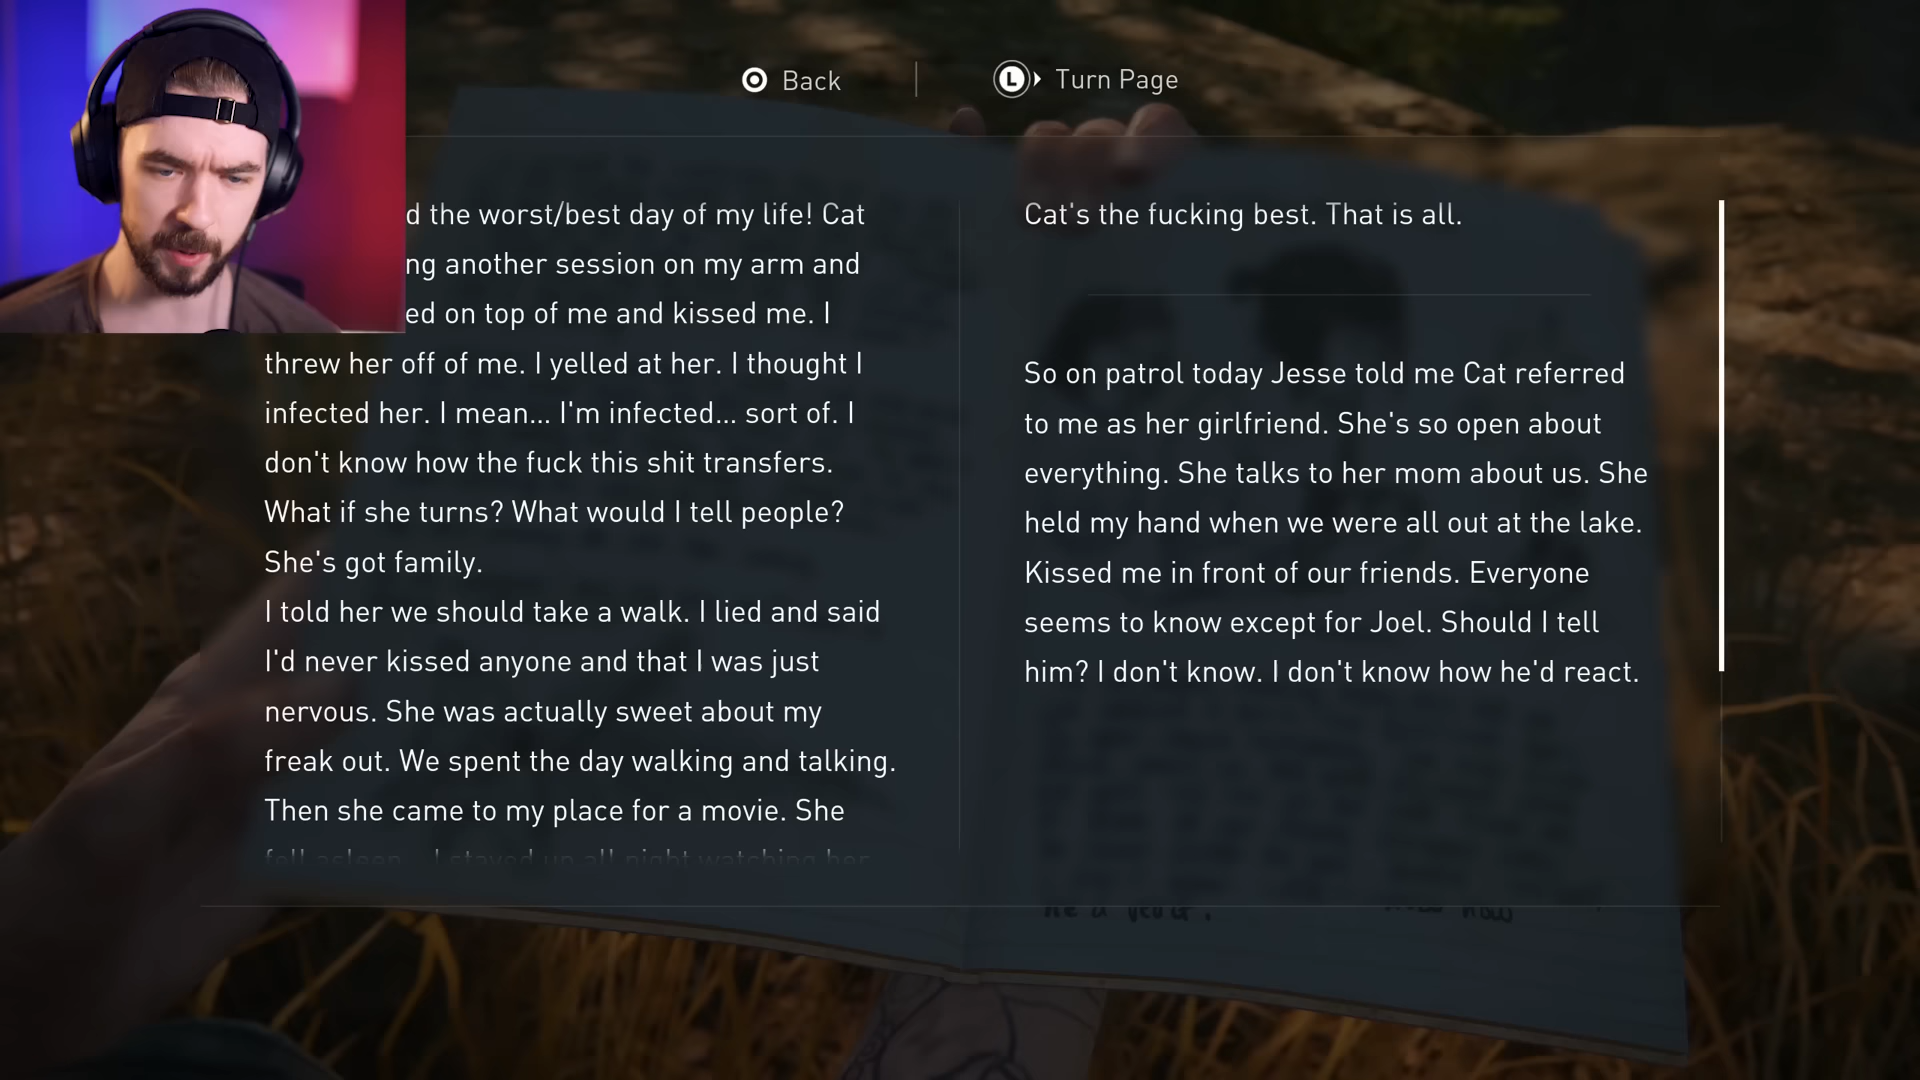 Back
L Turn Page
d the worst/best day of my life! Cat
ng another session on my arm and
ed on top of me and kissed me. I
threw her off of me. I yelled at her. I thought I
infected her. I mean... I'm infected... sort of. I
don't know how the fuck this shit transfers.
What if she turns? What would I tell people?
She's got family.
I told her we should take a walk. I lied and said
I'd never kissed anyone and that I was just
nervous. She was actually sweet about my
freak out. We spent the day walking and talking.
Then she came to my place for a movie. She
fell asleep... I stayed up all night watching her
Cat's the fucking best. That is all.
So on patrol today Jesse told me Cat referred
to me as her girlfriend. She's so open about
everything. She talks to her mom about us. She
held my hand when we were all out at the lake.
Kissed me in front of our friends. Everyone
seems to know except for Joel. Should I tell
him? I don't know. I don't know how he'd react.